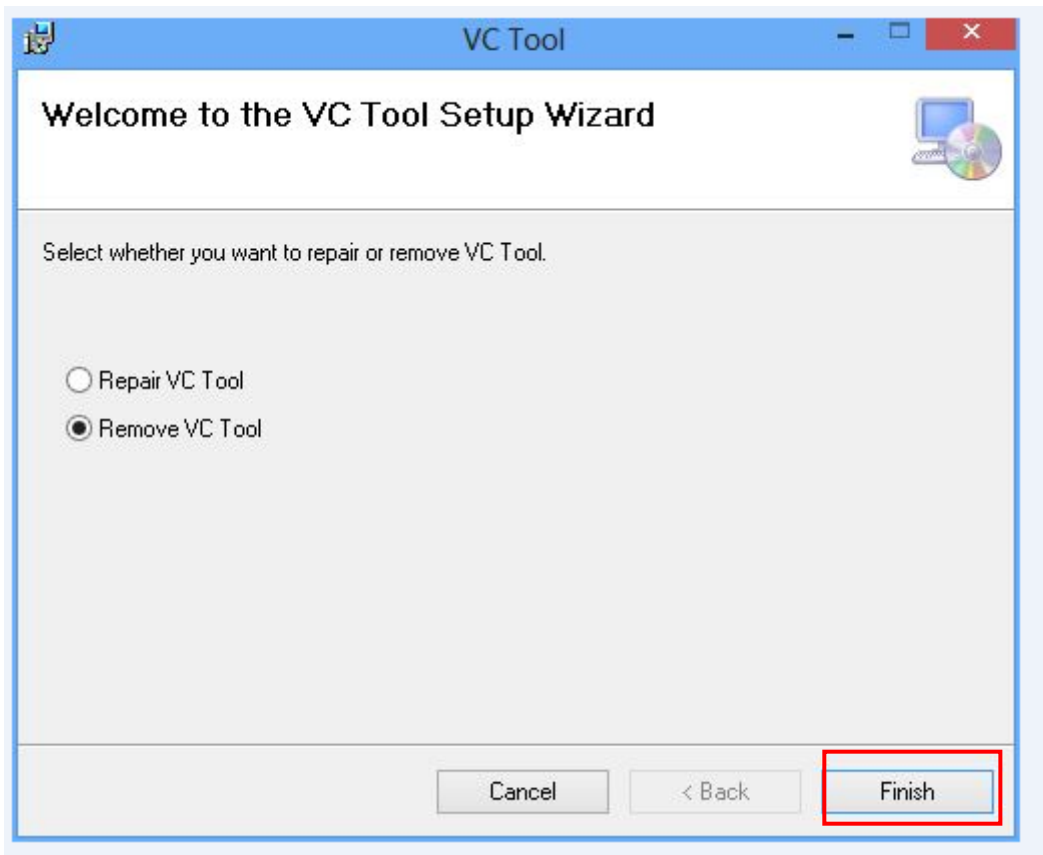 VC Tool
Welcome to the VC Tool Setup Wizard
Select whether you want to repair or remove VC Tool.
Repair VC Tool
Remove VC Tool
Cancel
< Back
Finish